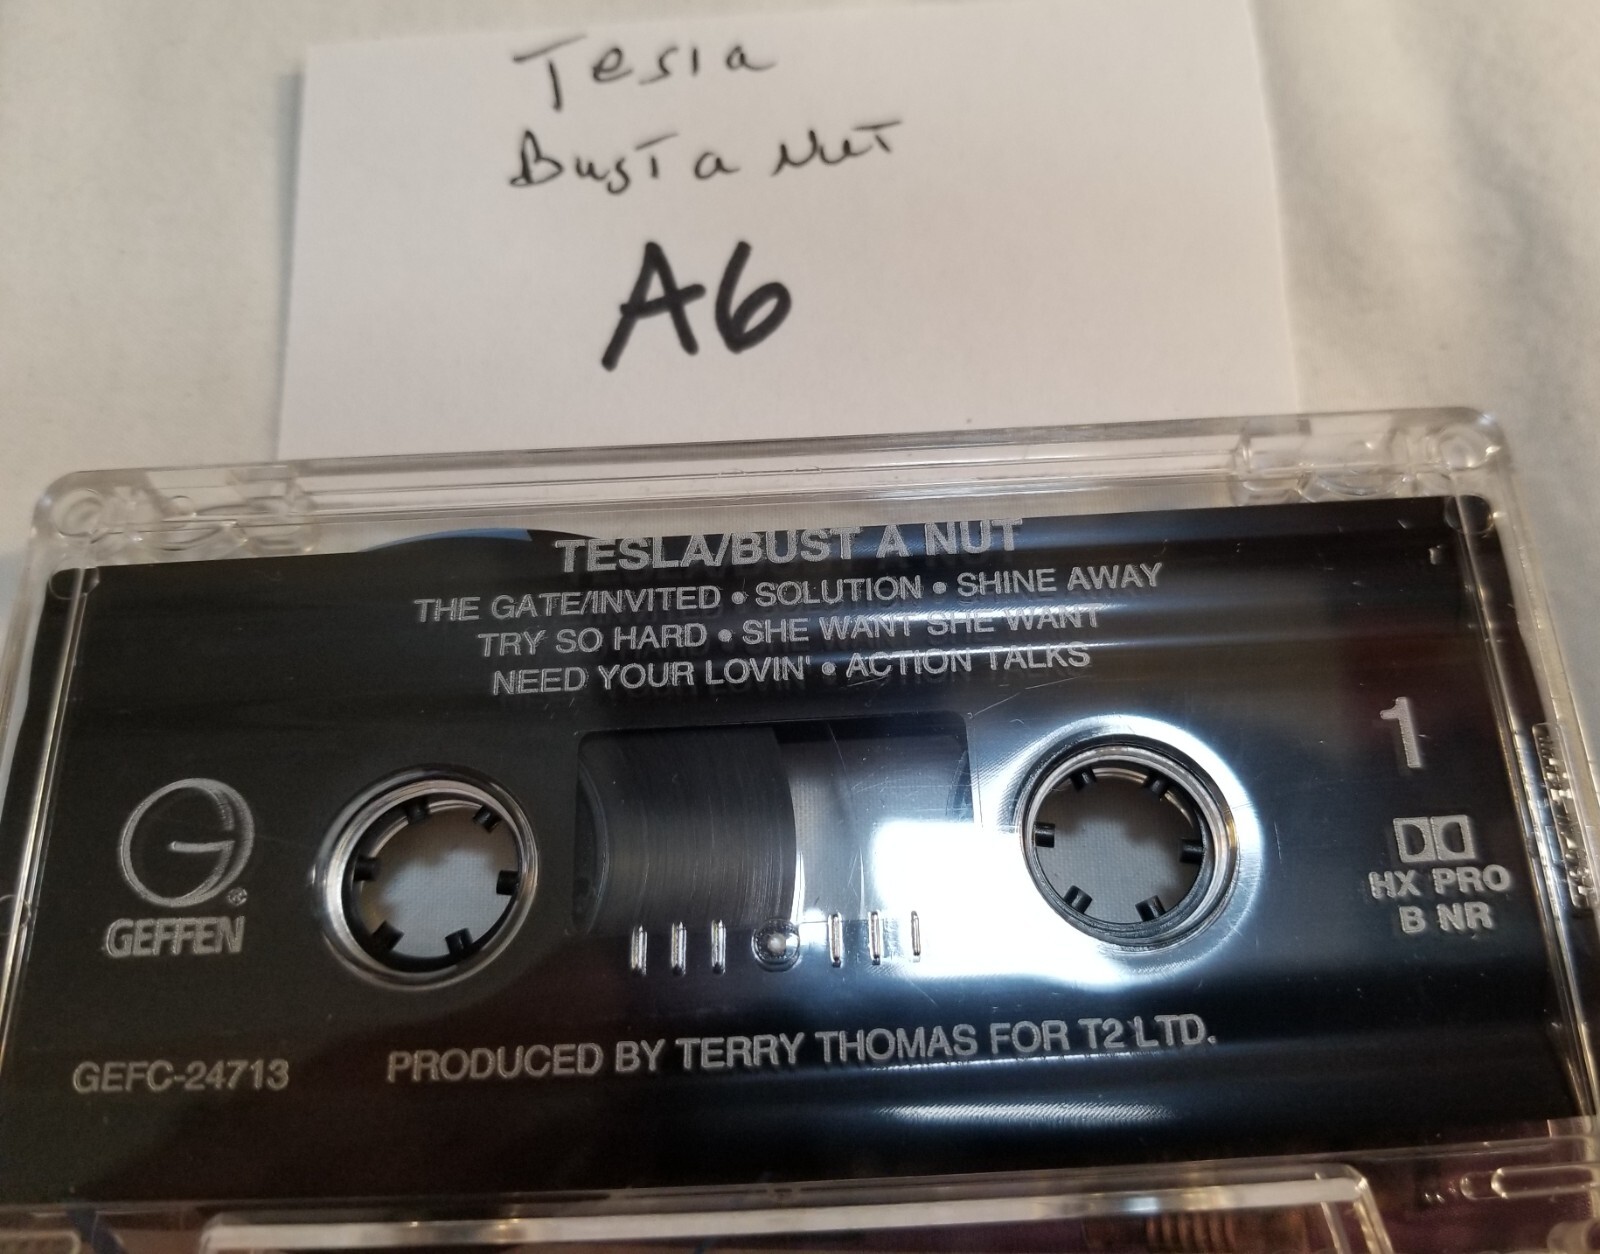 Tesla
Bust a Nut
A6
TESLA/BUST A NUT
THE GATE/INVITED • SOLUTION • SHINE AWAY
TRY SO HARD • SHE WANT SHE WANT
NEED YOUR LOVIN' • ACTION TALKS
1
G®
GEFFEN
HX PRO
B NR
GEFC-24713
PRODUCED BY TERRY THOMAS FOR T2 LTD.